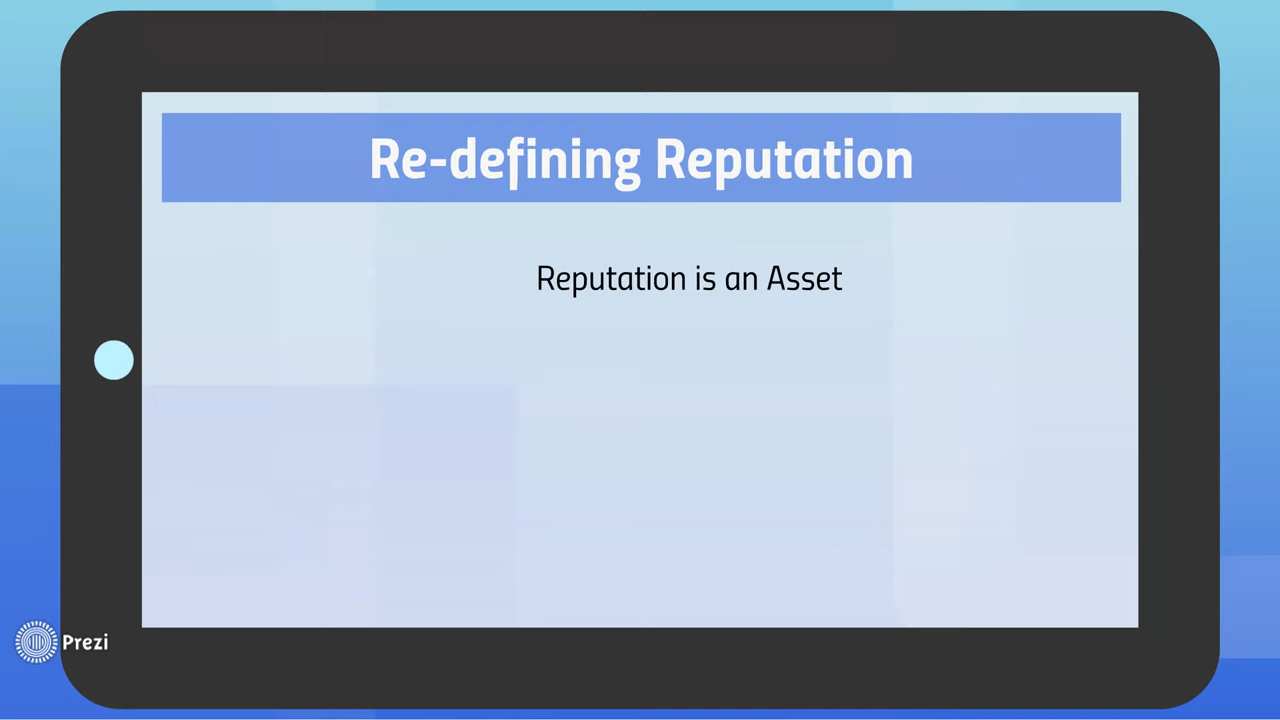 Re-defining Reputation
Reputation is an Asset
Prezi